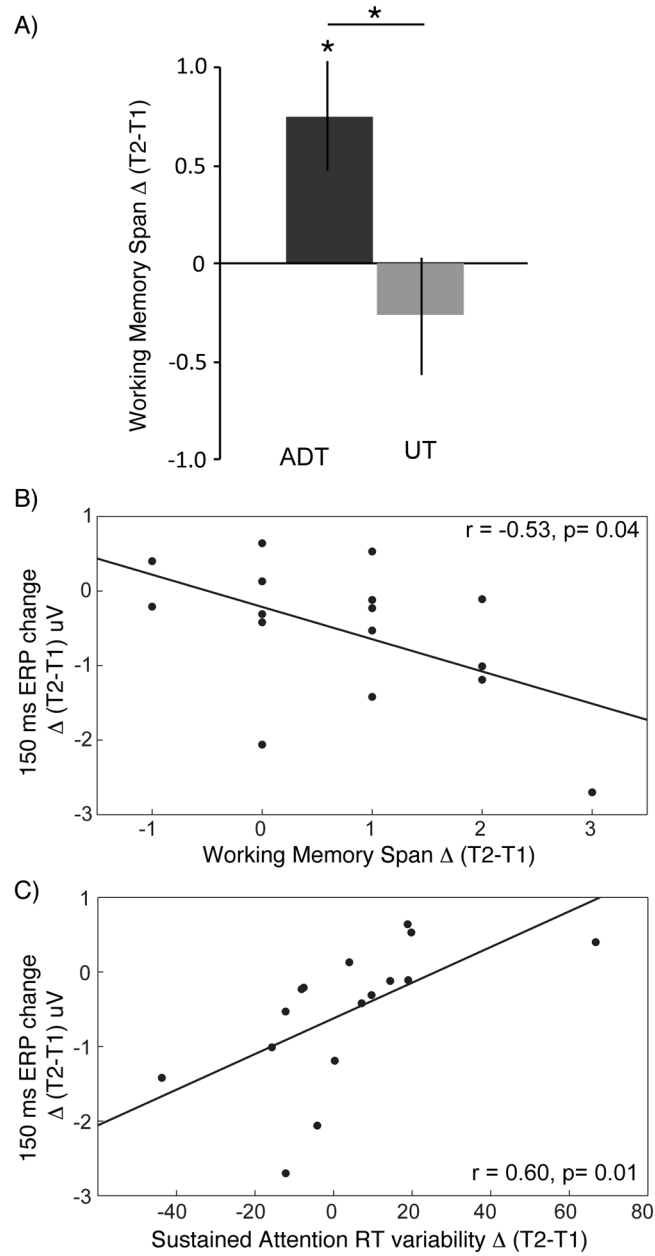 A)
*
*
Working Memory Span Δ (T2-T1)
1.0
0.5
0
-0.5
-1.0
ADT
UT
B)
r = -0.53, p= 0.04
150 ms ERP change
Δ (T2-T1) uV
1
0
-1
-2
-3
-1 0 1 2 3
Working Memory Span Δ (T2-T1)
C)
150 ms ERP change
Δ (T2-T1) uV
1
0
-1
-2
-3
r = 0.60, p= 0.01
-40 -20 0 20 40 60 80
Sustained Attention RT variability Δ (T2-T1)